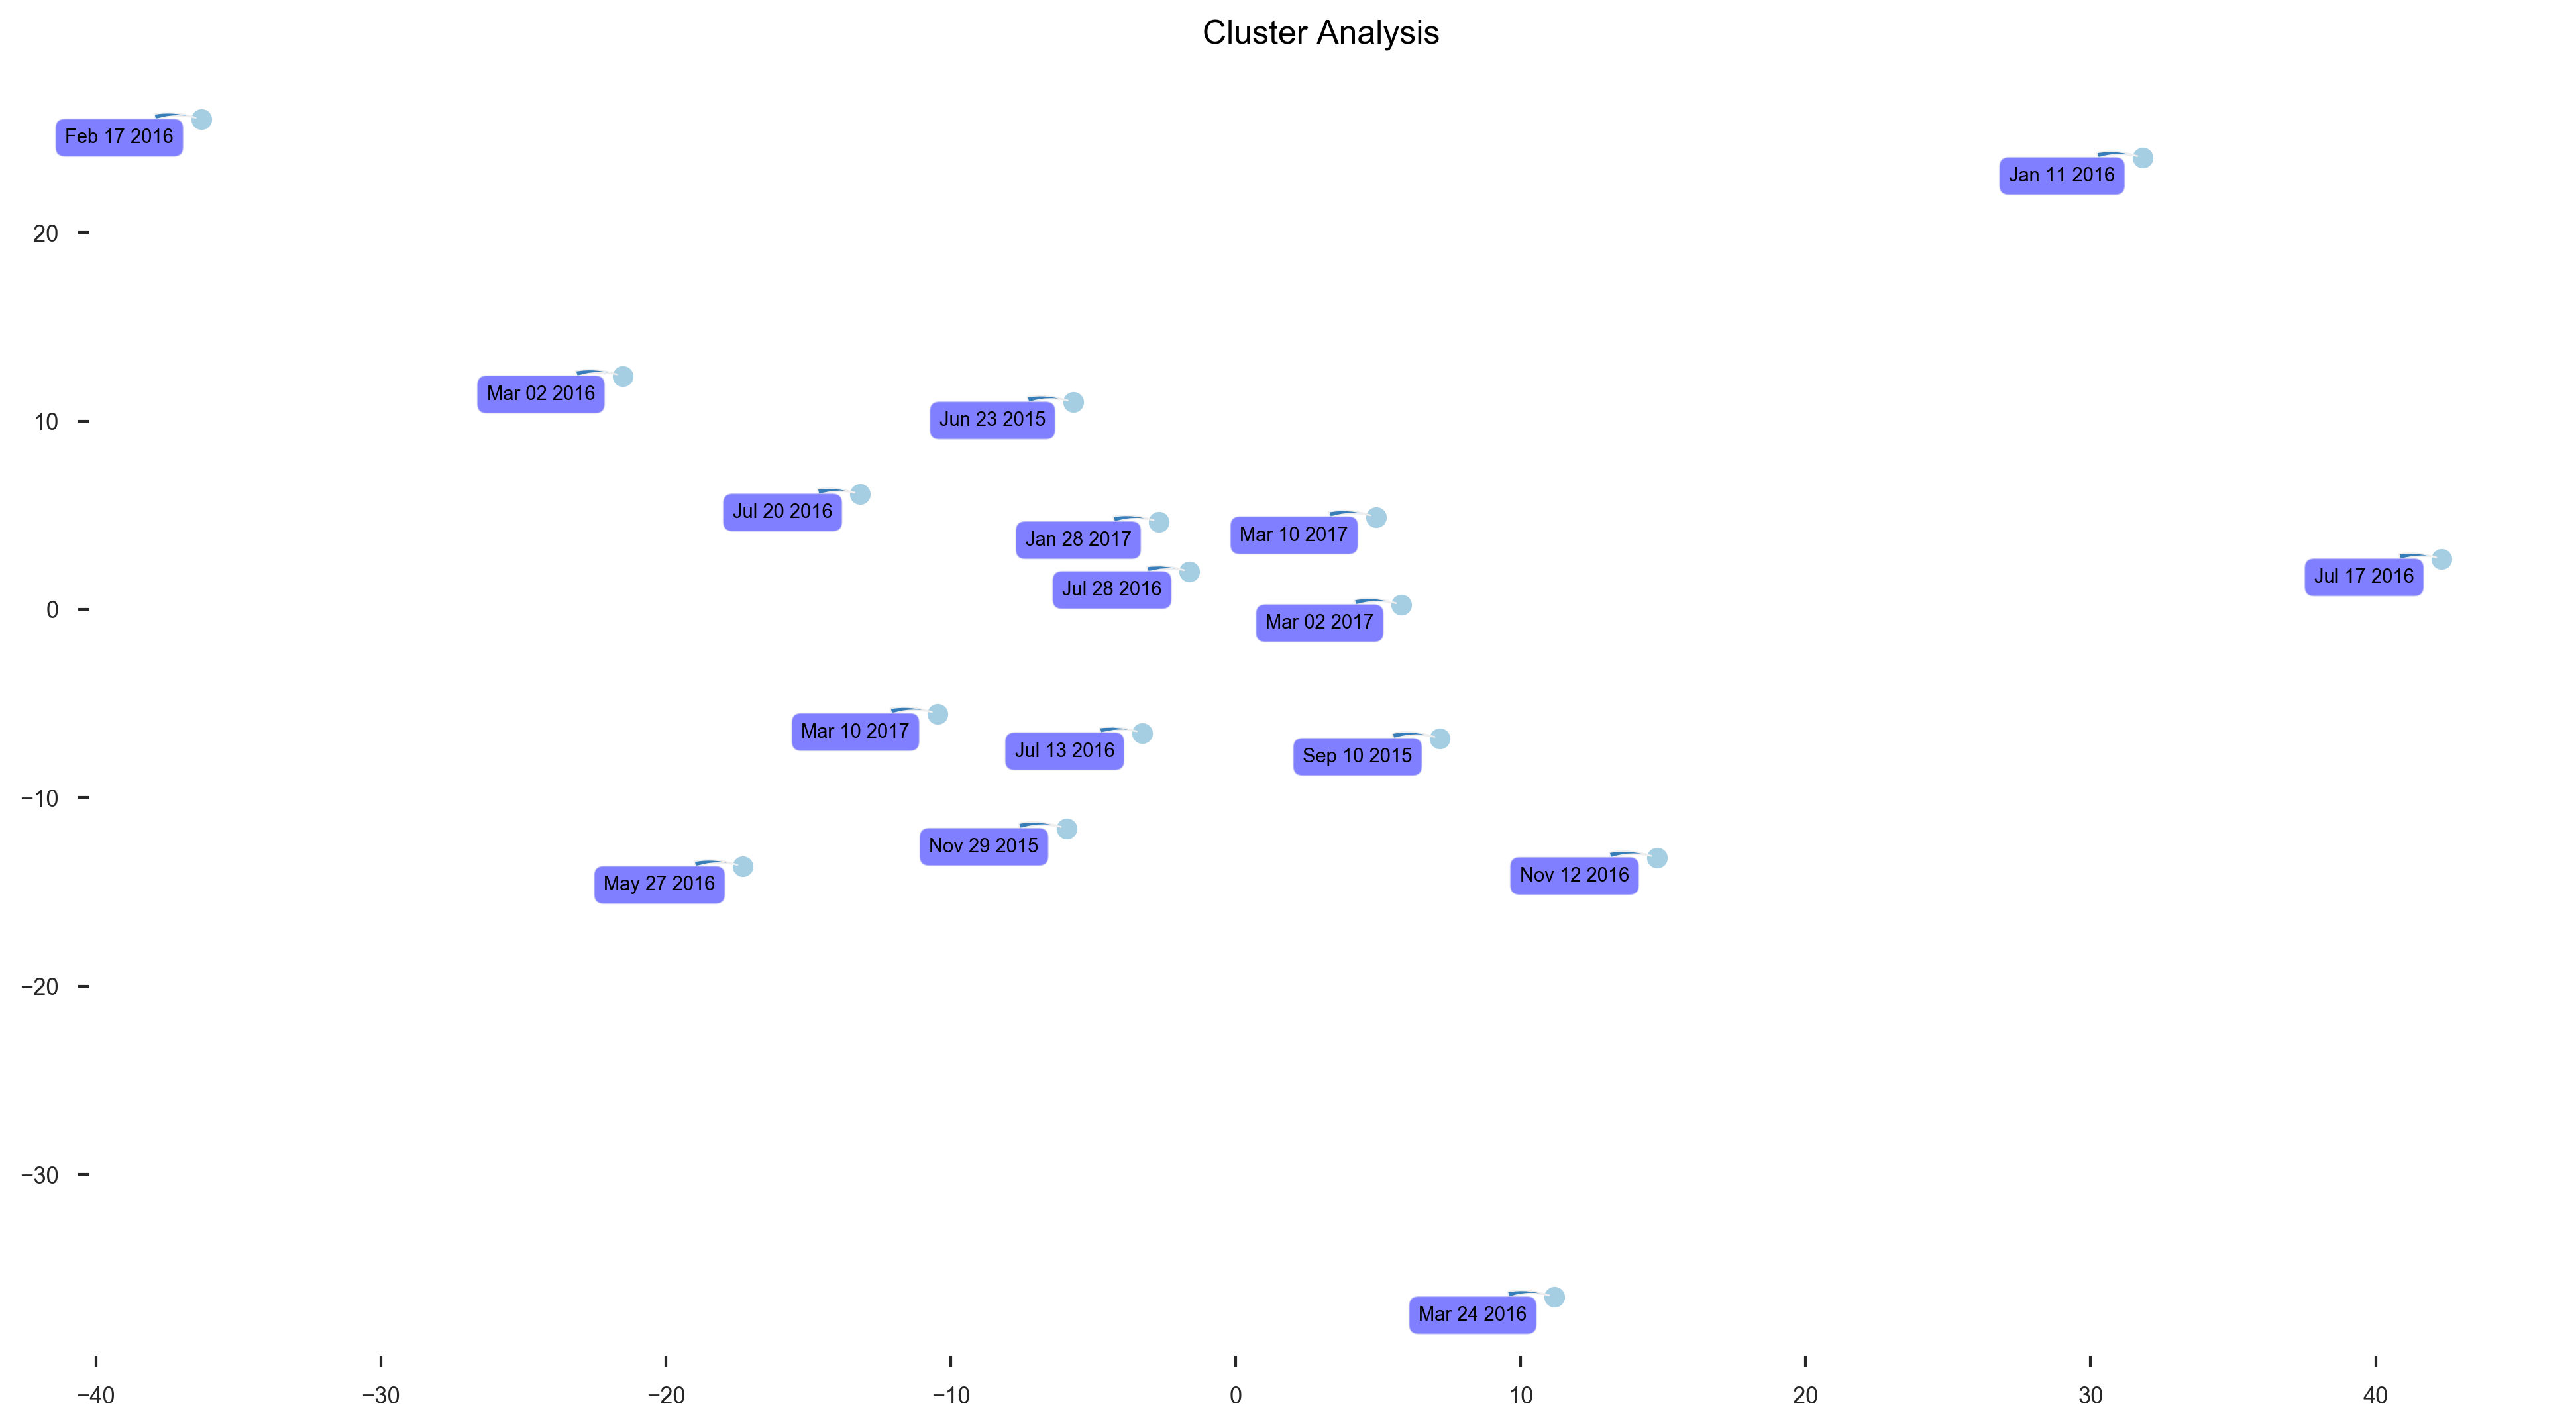 Cluster Analysis
Feb 17 2016
Jan 11 2016
20
Mar 02 2016
10
Jun 23 2015
Jul 20 2016
Jan 28 2017
Mar 10 2017
Jul 17 2016
Jul 28 2016
0
Mar 02 2017
Mar 10 2017
Jul 13 2016
Sep 10 2015
−10
Nov 29 2015
May 27 2016
Nov 12 2016
−20
−30
Mar 24 2016
−40
−30
−20
−10
0
10
20
30
40